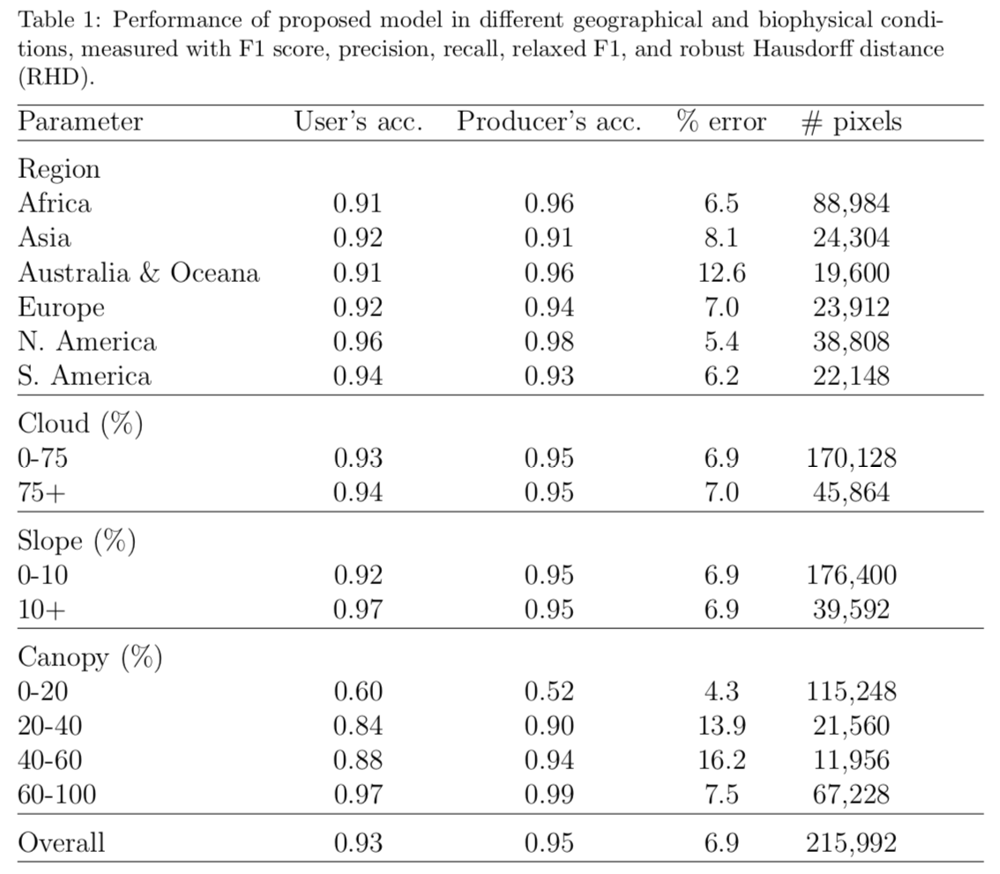 Table 1: Performance of proposed model in different geographical and biophysical condi-
tions, measured with F1 score, precision, recall, relaxed F1, and robust Hausdorff distance
(RHD).
Parameter User's acc. Producer's acc. % error # pixels
Region
Africa 0.91 0.96 6.5 88,984
Asia 0.92 0.91 8.1 24,304
Australia & Oceana 0.91 0.96 12.6 19,600
Europe 0.92 0.94 7.0 23,912
N. America 0.96 0.98 5.4 38,808
S. America 0.94 0.93 6.2 22,148
Cloud (%)
0-75 0.93 0.95 6.9 170,128
75+ 0.94 0.95 7.0 45,864
Slope (%)
0-10 0.92 0.95 6.9 176,400
10+ 0.97 0.95 6.9 39,592
Canopy (%)
0-20 0.60 0.52 4.3 115,248
20-40 0.84 0.90 13.9 21,560
40-60 0.88 0.94 16.2 11,956
60-100 0.97 0.99 7.5 67,228
Overall 0.93 0.95 6.9 215,992